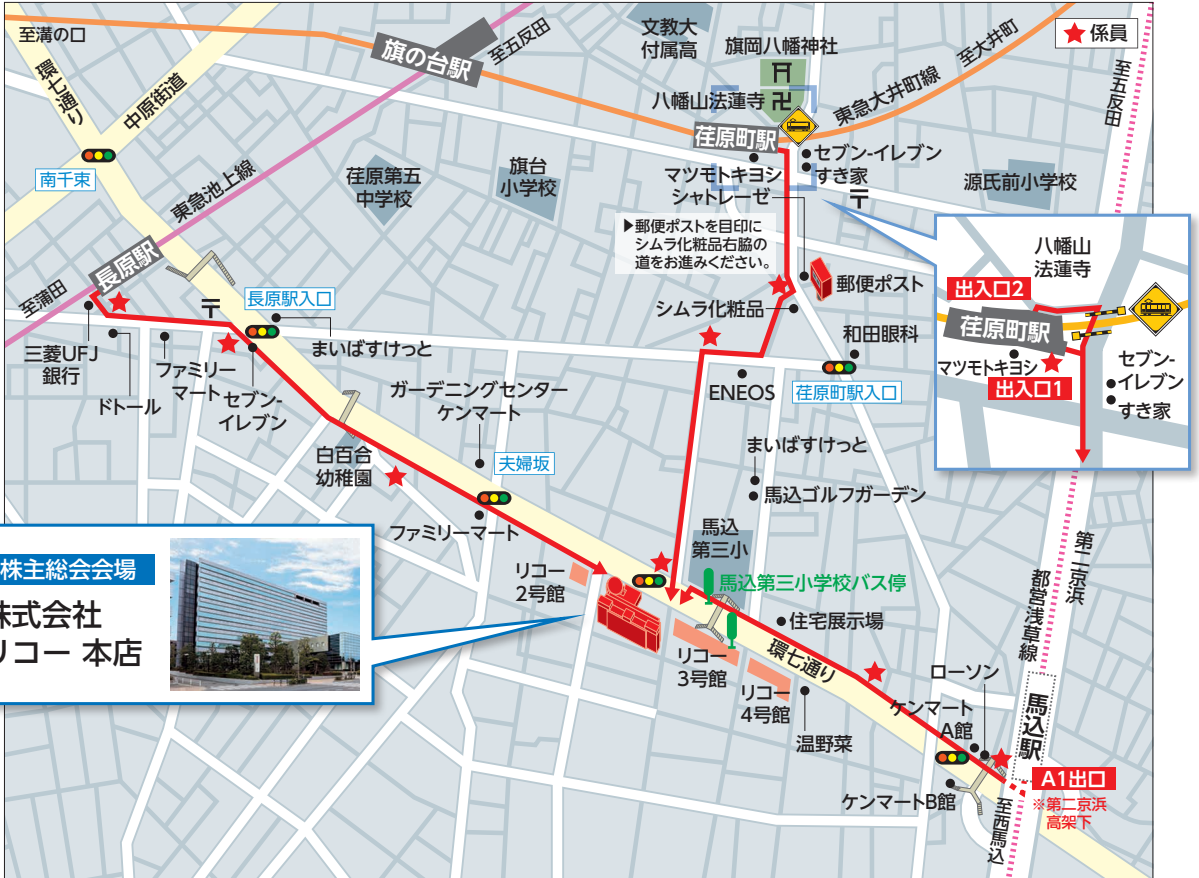 至溝の口
環七通り
中原街道
南千束
東急池上線
旗の台駅
至五反田
文教大
付属高
旗岡八幡神社
八幡山法蓮寺
至大井町
東急大井町線
★ 係員
至五反田
荏原町駅
セブン-イレブン
すき家
マツモトキヨシ
シャトレーゼ
荏原第五
中学校
旗台
小学校
源氏前小学校
▶郵便ポストを目印に
シムラ化粧品右脇の
道をお進みください。
郵便ポスト
シムラ化粧品
和田眼科
荏原町駅入口
ENEOS
八幡山
法蓮寺
出入口2
荏原町駅
マツモトキヨシ
出入口1
セブン-
イレブン
すき家
至蒲田
長原駅
長原駅入口
三菱UFJ
銀行
ドトール
ファミリー
マート
セブン-
イレブン
まいばすけっと
ガーデニングセンター
ケンマート
白百合
幼稚園
夫婦坂
ファミリーマート
まいばすけっと
馬込ゴルフガーデン
馬込
第三小
馬込第三小学校バス停
住宅展示場
リコー
2号館
リコー
3号館
リコー
4号館
環七通り
温野菜
ローソン
ケンマート
A館
ケンマートB館
第二京浜
都営浅草線
馬込駅
A1出口
※第二京浜
高架下
至西馬込
株主総会会場
株式会社
リコー 本店